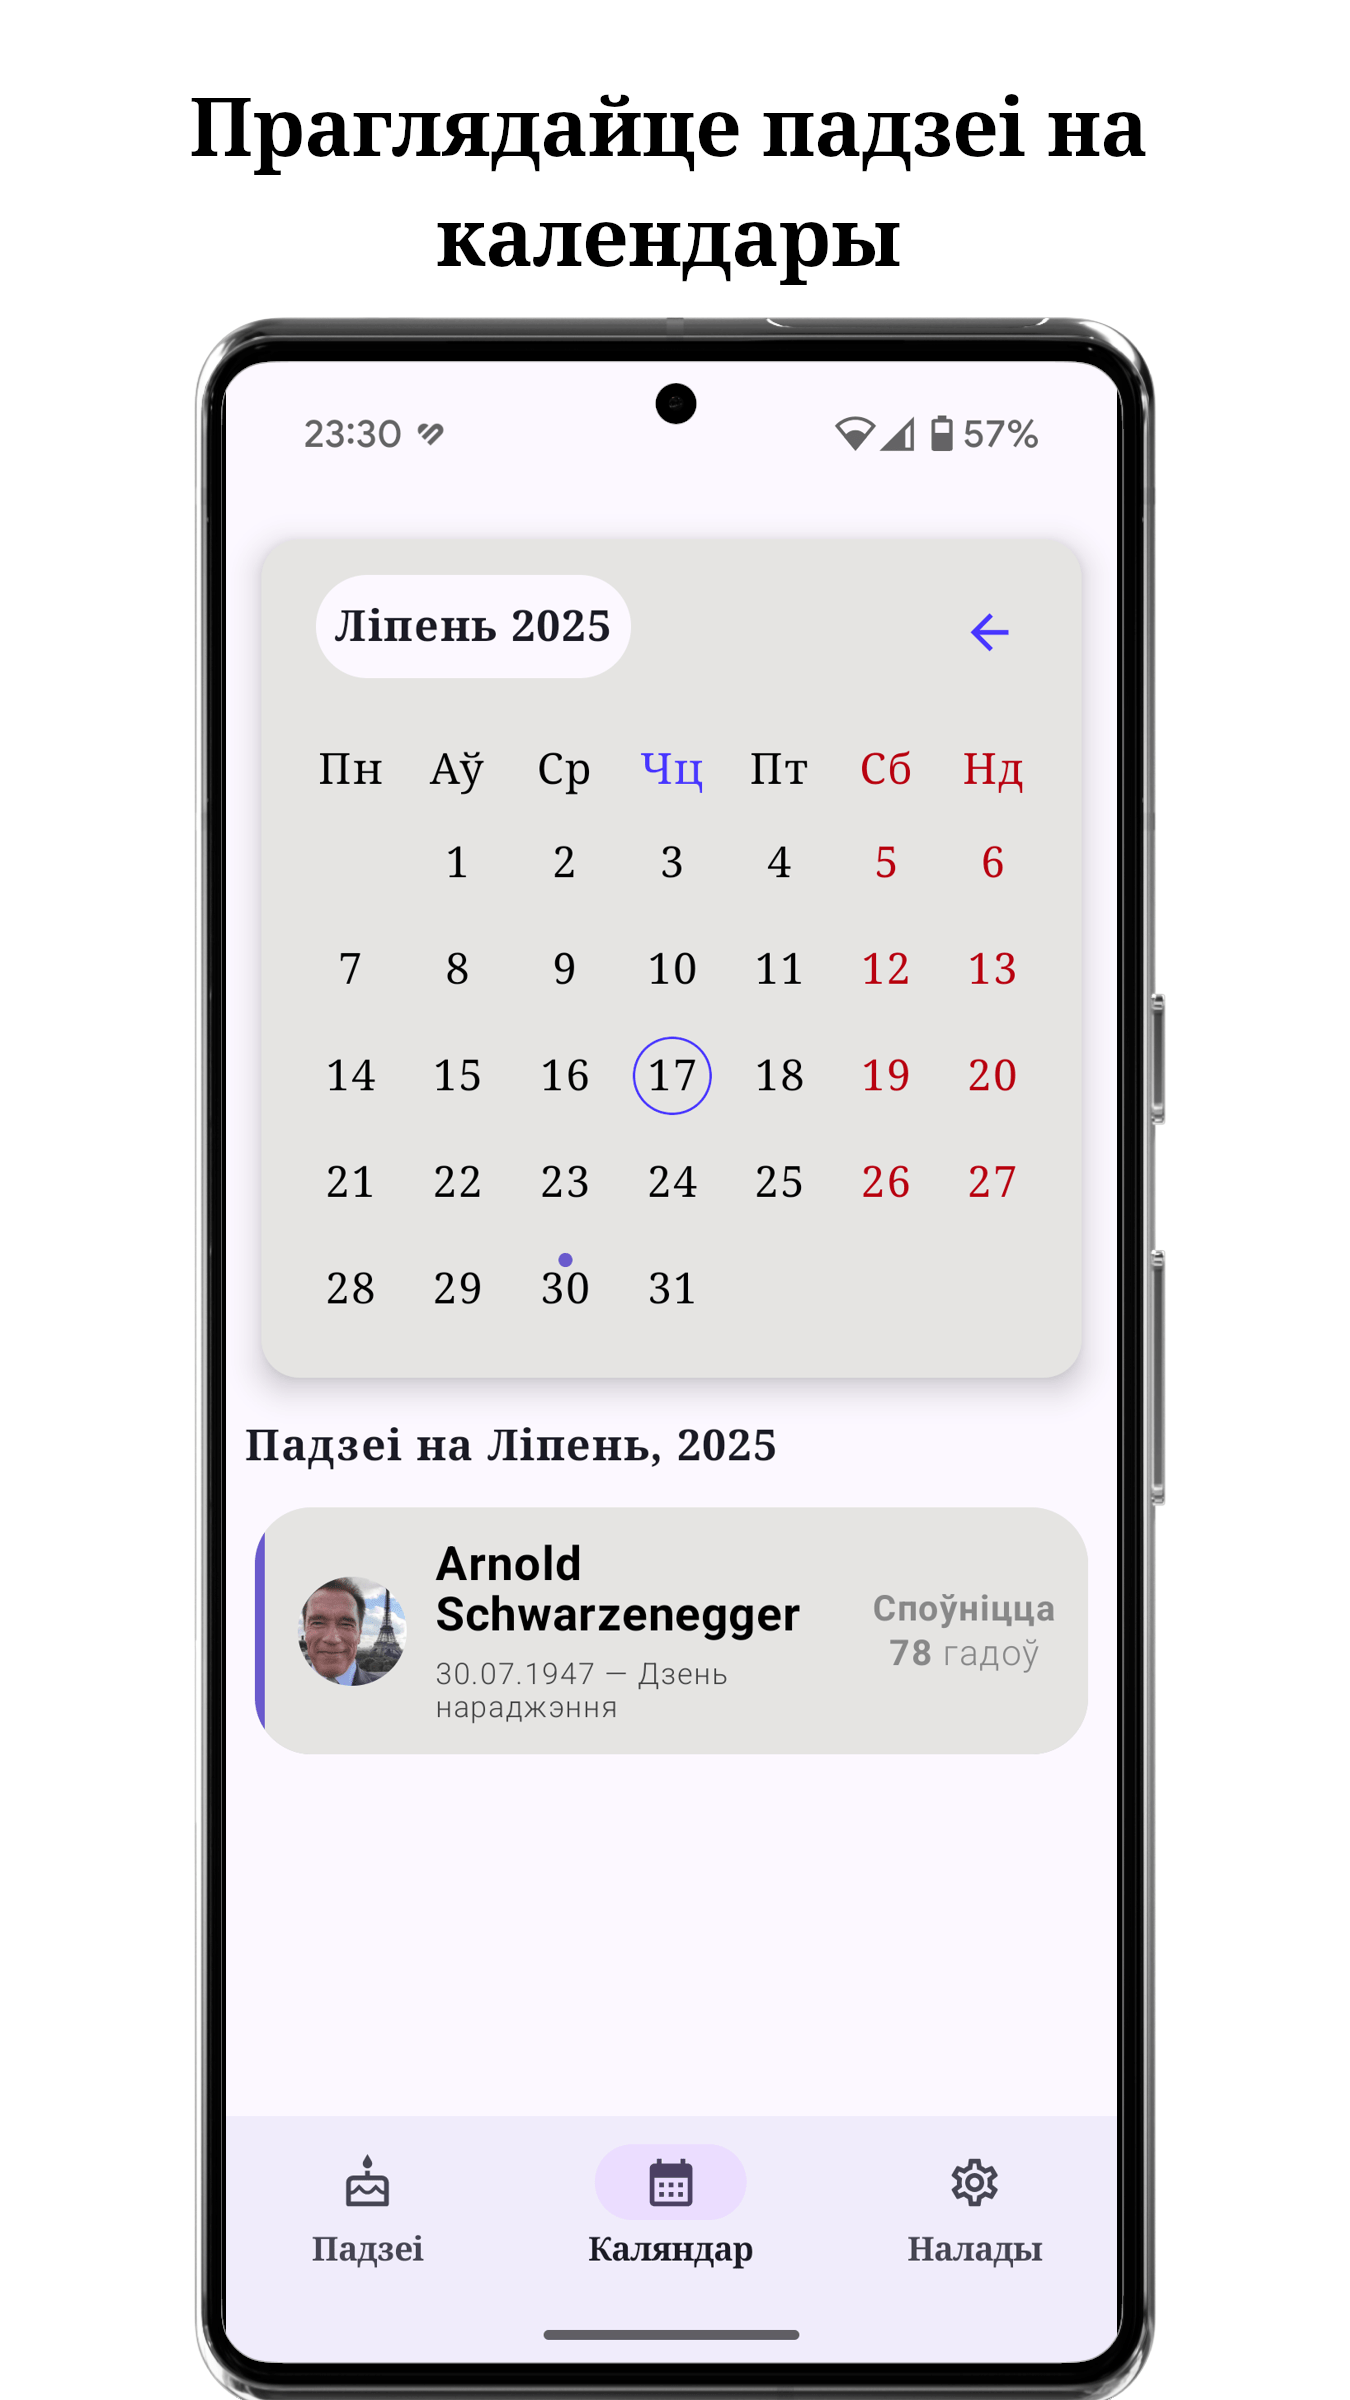 Праглядайце падзеі на
календары
23:30 57%
Ліпень 2025
Пн Аў Ср Чц Пт Сб Нд
1 2 3 4 5 6
7 8 9 10 11 12 13
14 15 16 17 18 19 20
21 22 23 24 25 26 27
28 29 30 31
Падзеі на Ліпень, 2025
Arnold
Schwarzenegger
30.07.1947 — Дзень
нараджэння
Споўніцца
78 гадоў
Падзеі Каляндар Налады